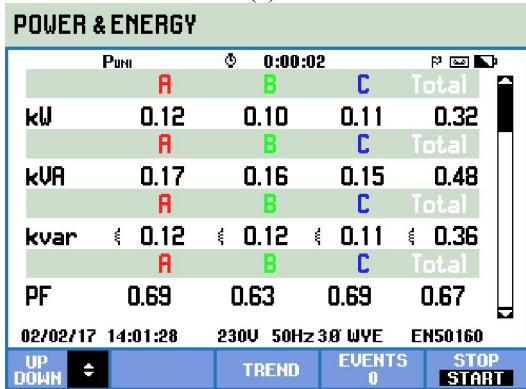 POWER & ENERGY
PUNI 0:00:02
A B C Total
kW 0.12 0.10 0.11 0.32
A B C Total
kVA 0.17 0.16 0.15 0.48
A B C Total
kvar 0.12 0.12 0.11 0.36
A B C Total
PF 0.69 0.63 0.69 0.67
02/02/17 14:01:28 230V 50Hz 3Ø WYE EN50160
UP DOWN TREND EVENTS 0 STOP START